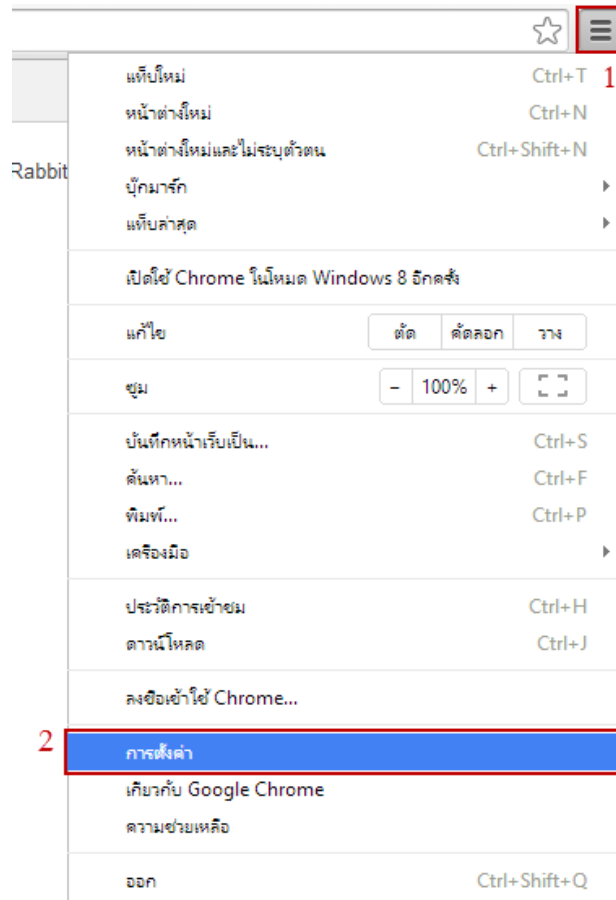 1
แท็บใหม่ Ctrl+T
หน้าต่างใหม่ Ctrl+N
หน้าต่างใหม่และไม่ระบุตัวตน Ctrl+Shift+N
Rabbit
บุ๊กมาร์ก
แท็บล่าสุด
เปิดใช้ Chrome ในโหมด Windows 8 อีกครั้ง
แก้ไข ตัด คัดลอก วาง
ซูม − 100% +
บันทึกหน้าเว็บเป็น... Ctrl+S
ค้นหา... Ctrl+F
พิมพ์... Ctrl+P
เครื่องมือ
ประวัติการเข้าชม Ctrl+H
ดาวน์โหลด Ctrl+J
ลงชื่อเข้าใช้ Chrome...
2 การตั้งค่า
เกี่ยวกับ Google Chrome
ความช่วยเหลือ
ออก Ctrl+Shift+Q